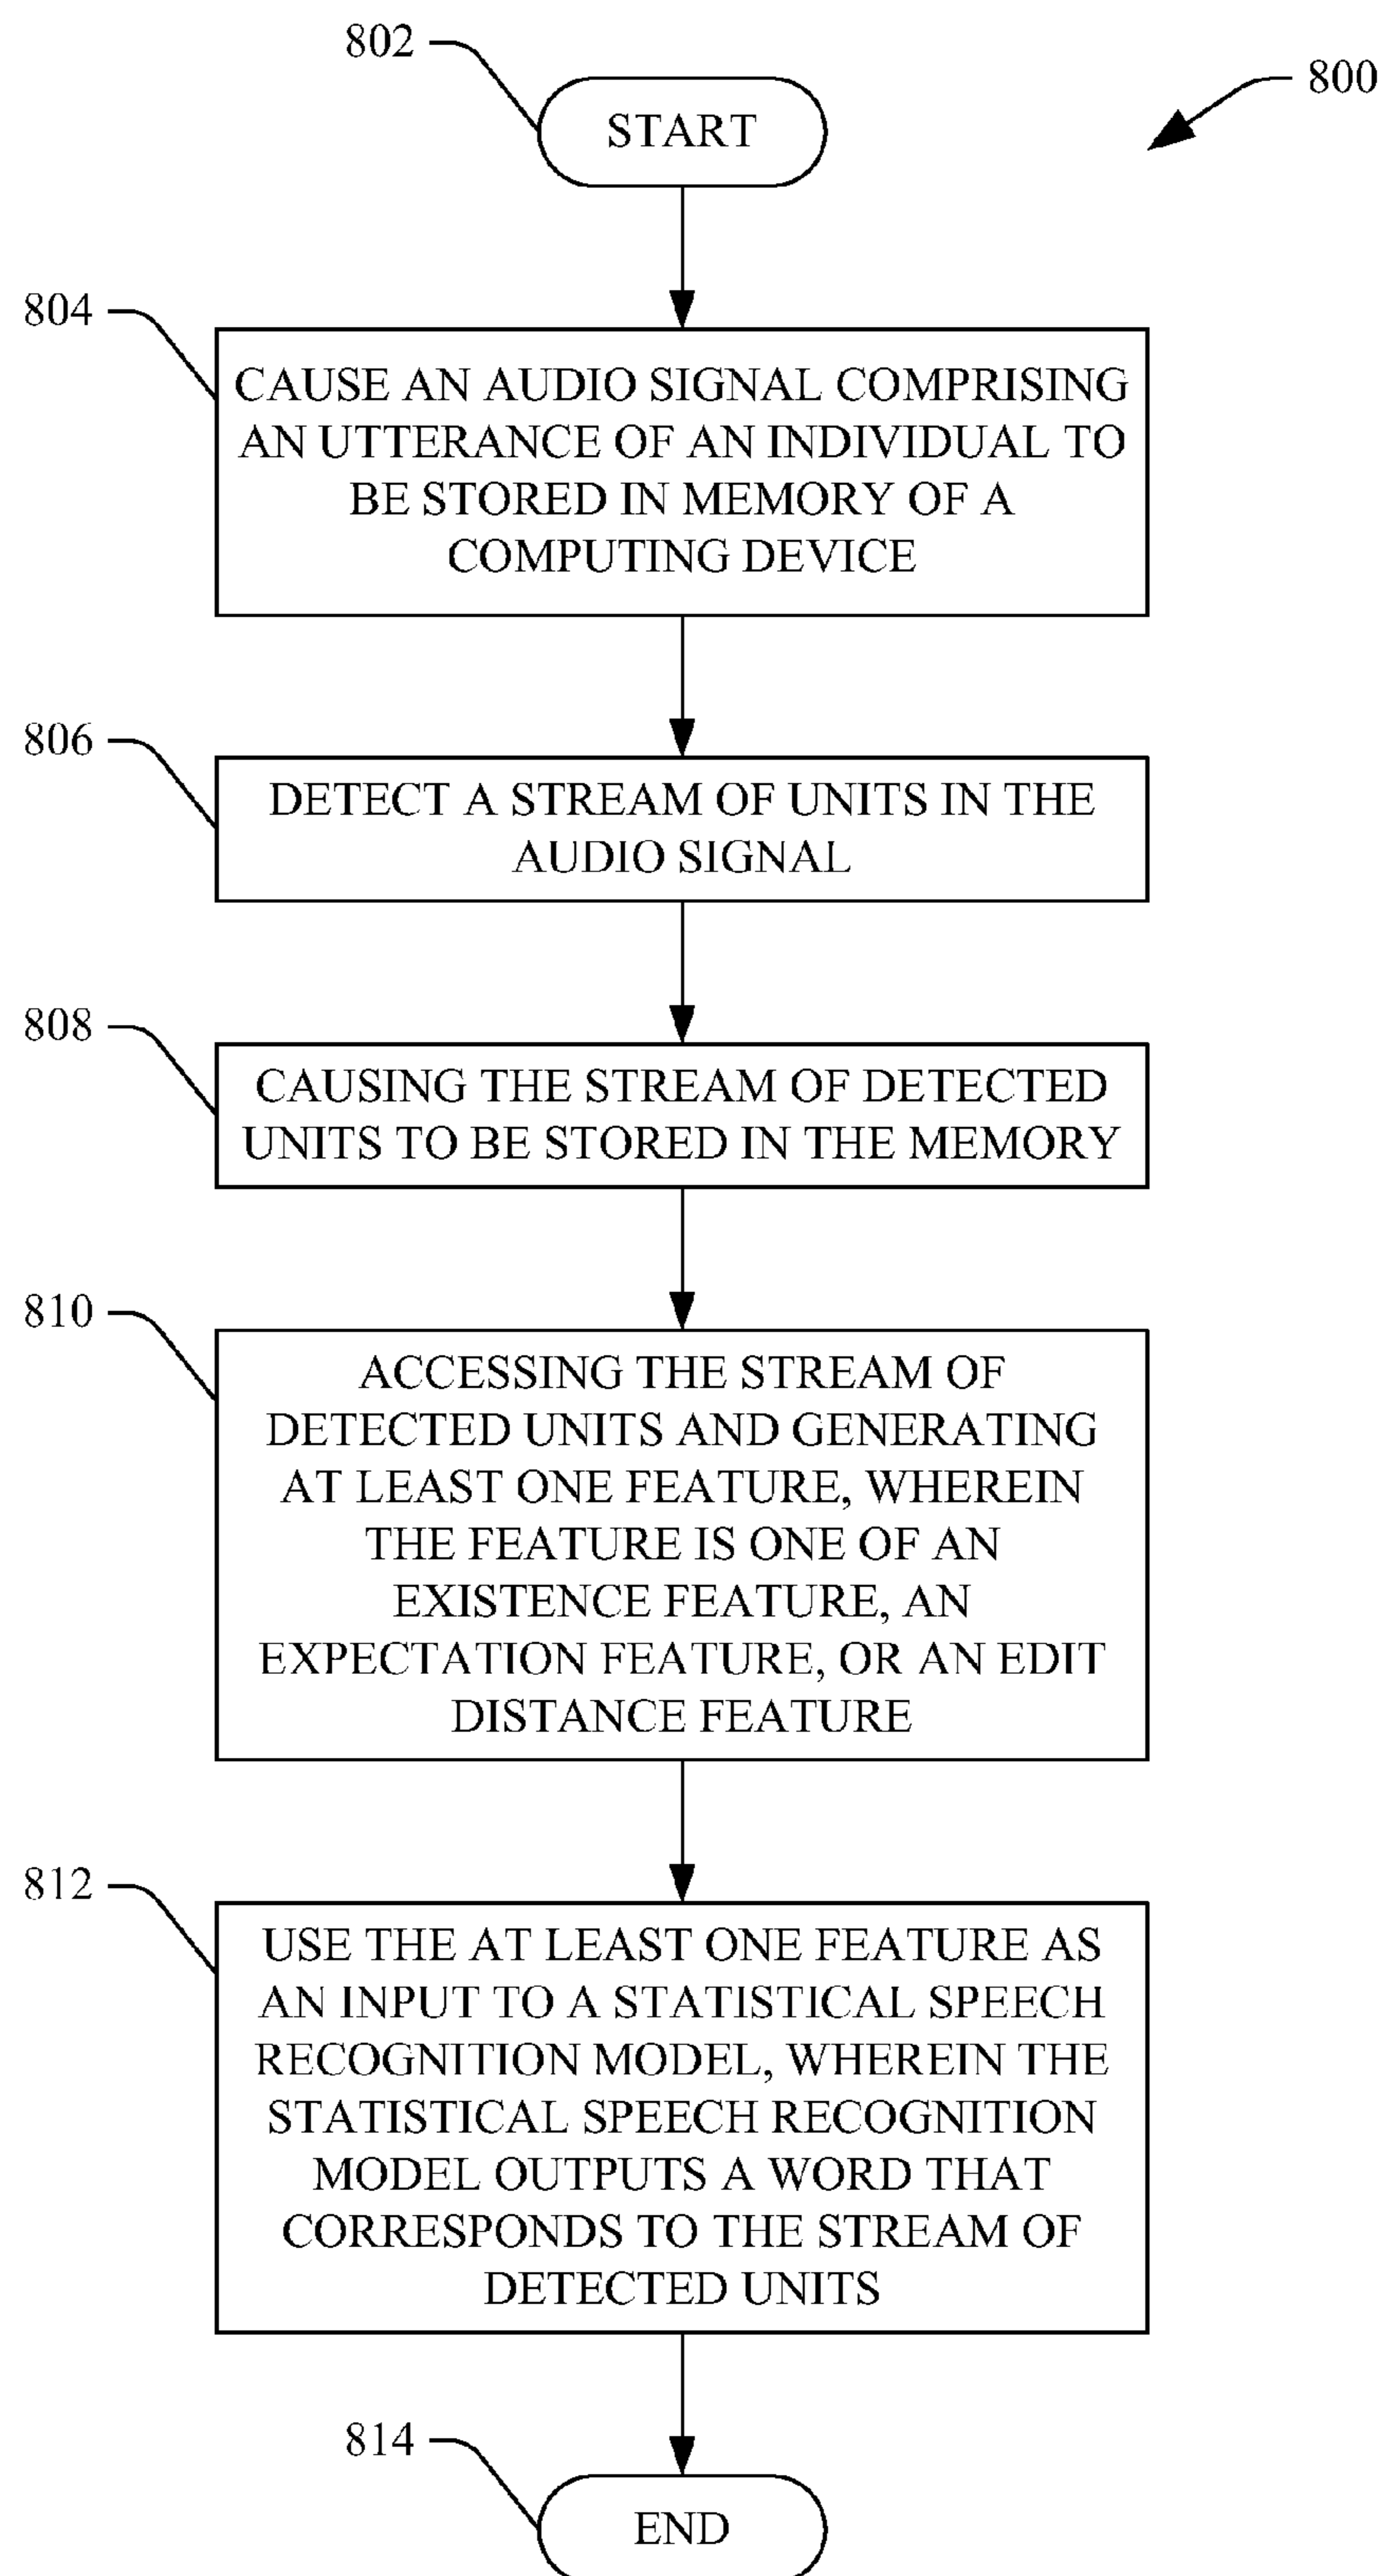 802
START
800
804
CAUSE AN AUDIO SIGNAL COMPRISING
AN UTTERANCE OF AN INDIVIDUAL TO
BE STORED IN MEMORY OF A
COMPUTING DEVICE
806
DETECT A STREAM OF UNITS IN THE
AUDIO SIGNAL
808
CAUSING THE STREAM OF DETECTED
UNITS TO BE STORED IN THE MEMORY
810
ACCESSING THE STREAM OF
DETECTED UNITS AND GENERATING
AT LEAST ONE FEATURE, WHEREIN
THE FEATURE IS ONE OF AN
EXISTENCE FEATURE, AN
EXPECTATION FEATURE, OR AN EDIT
DISTANCE FEATURE
812
USE THE AT LEAST ONE FEATURE AS
AN INPUT TO A STATISTICAL SPEECH
RECOGNITION MODEL, WHEREIN THE
STATISTICAL SPEECH RECOGNITION
MODEL OUTPUTS A WORD THAT
CORRESPONDS TO THE STREAM OF
DETECTED UNITS
814
END